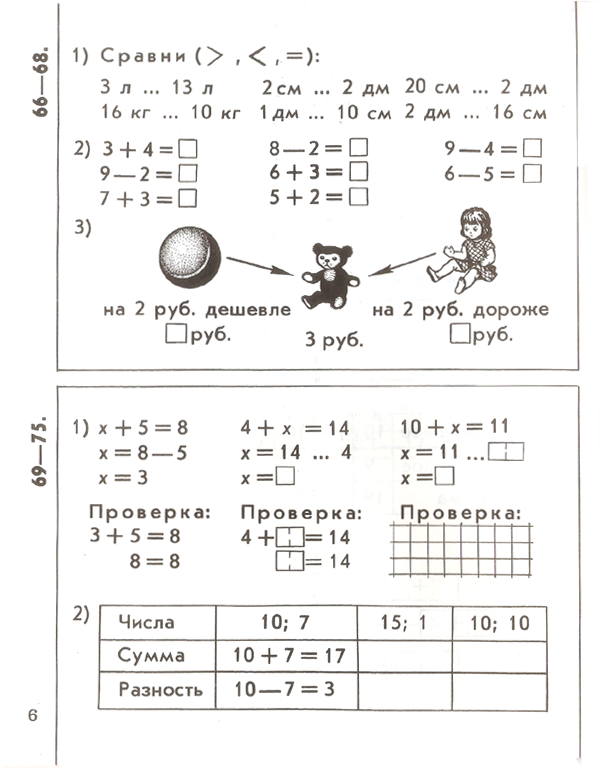 66—68.
1) Сравни (>, <, =):
3 л ... 13 л 2 см ... 2 дм 20 см ... 2 дм
16 кг ... 10 кг 1 дм ... 10 см 2 дм ... 16 см
2) 3 + 4 = □ 8 — 2 = □ 9 — 4 = □
9 — 2 = □ 6 + 3 = □ 6 — 5 = □
7 + 3 = □ 5 + 2 = □
3)
на 2 руб. дешевле на 2 руб. дороже
□ руб. 3 руб. □ руб.
69—75.
1) x + 5 = 8 4 + x = 14 10 + x = 11
x = 8 — 5 x = 14 ... 4 x = 11 ... □
x = 3 x = □ x = □
Проверка: Проверка: Проверка:
3 + 5 = 8 4 + □ = 14
8 = 8 □ = 14
2) Числа 10; 7 15; 1 10; 10
Сумма 10 + 7 = 17
Разность 10 — 7 = 3
6